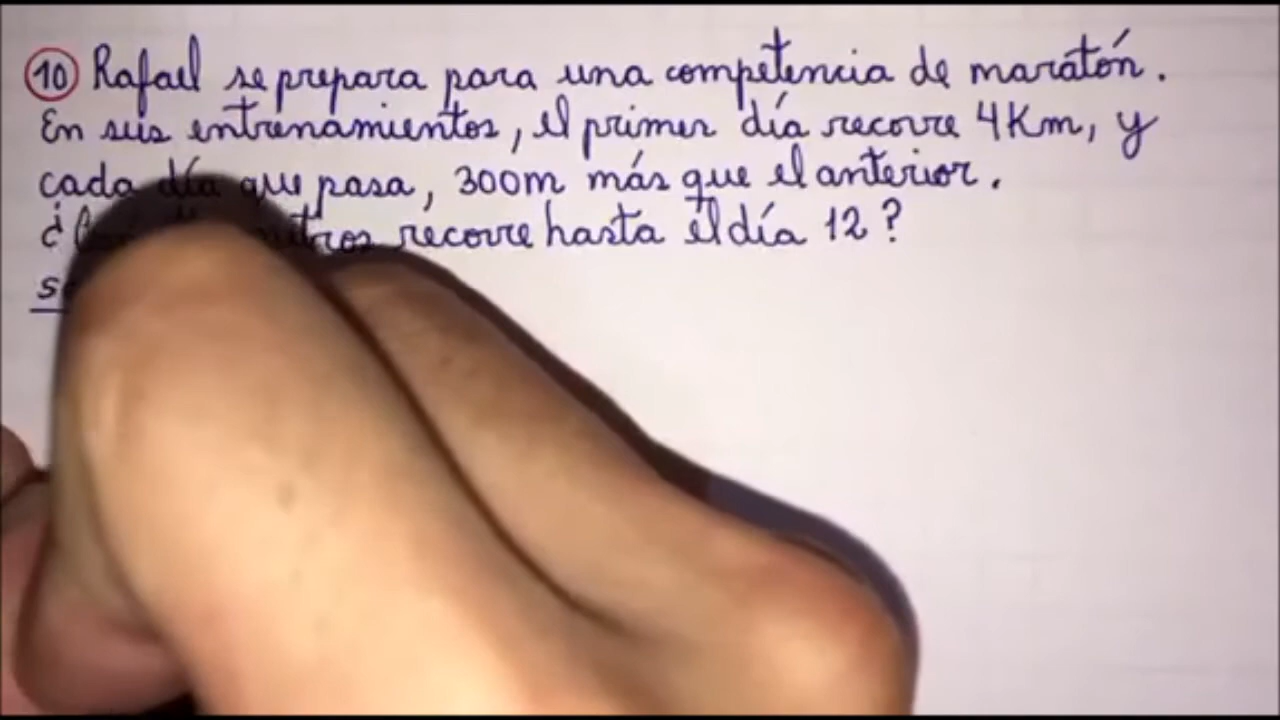 10 Rafael se prepara para una competencia de maratón.
En sus entrenamientos, el primer día recorre 4Km, y
cada día que pasa, 300m más que el anterior.
¿ recorre hasta el día 12?